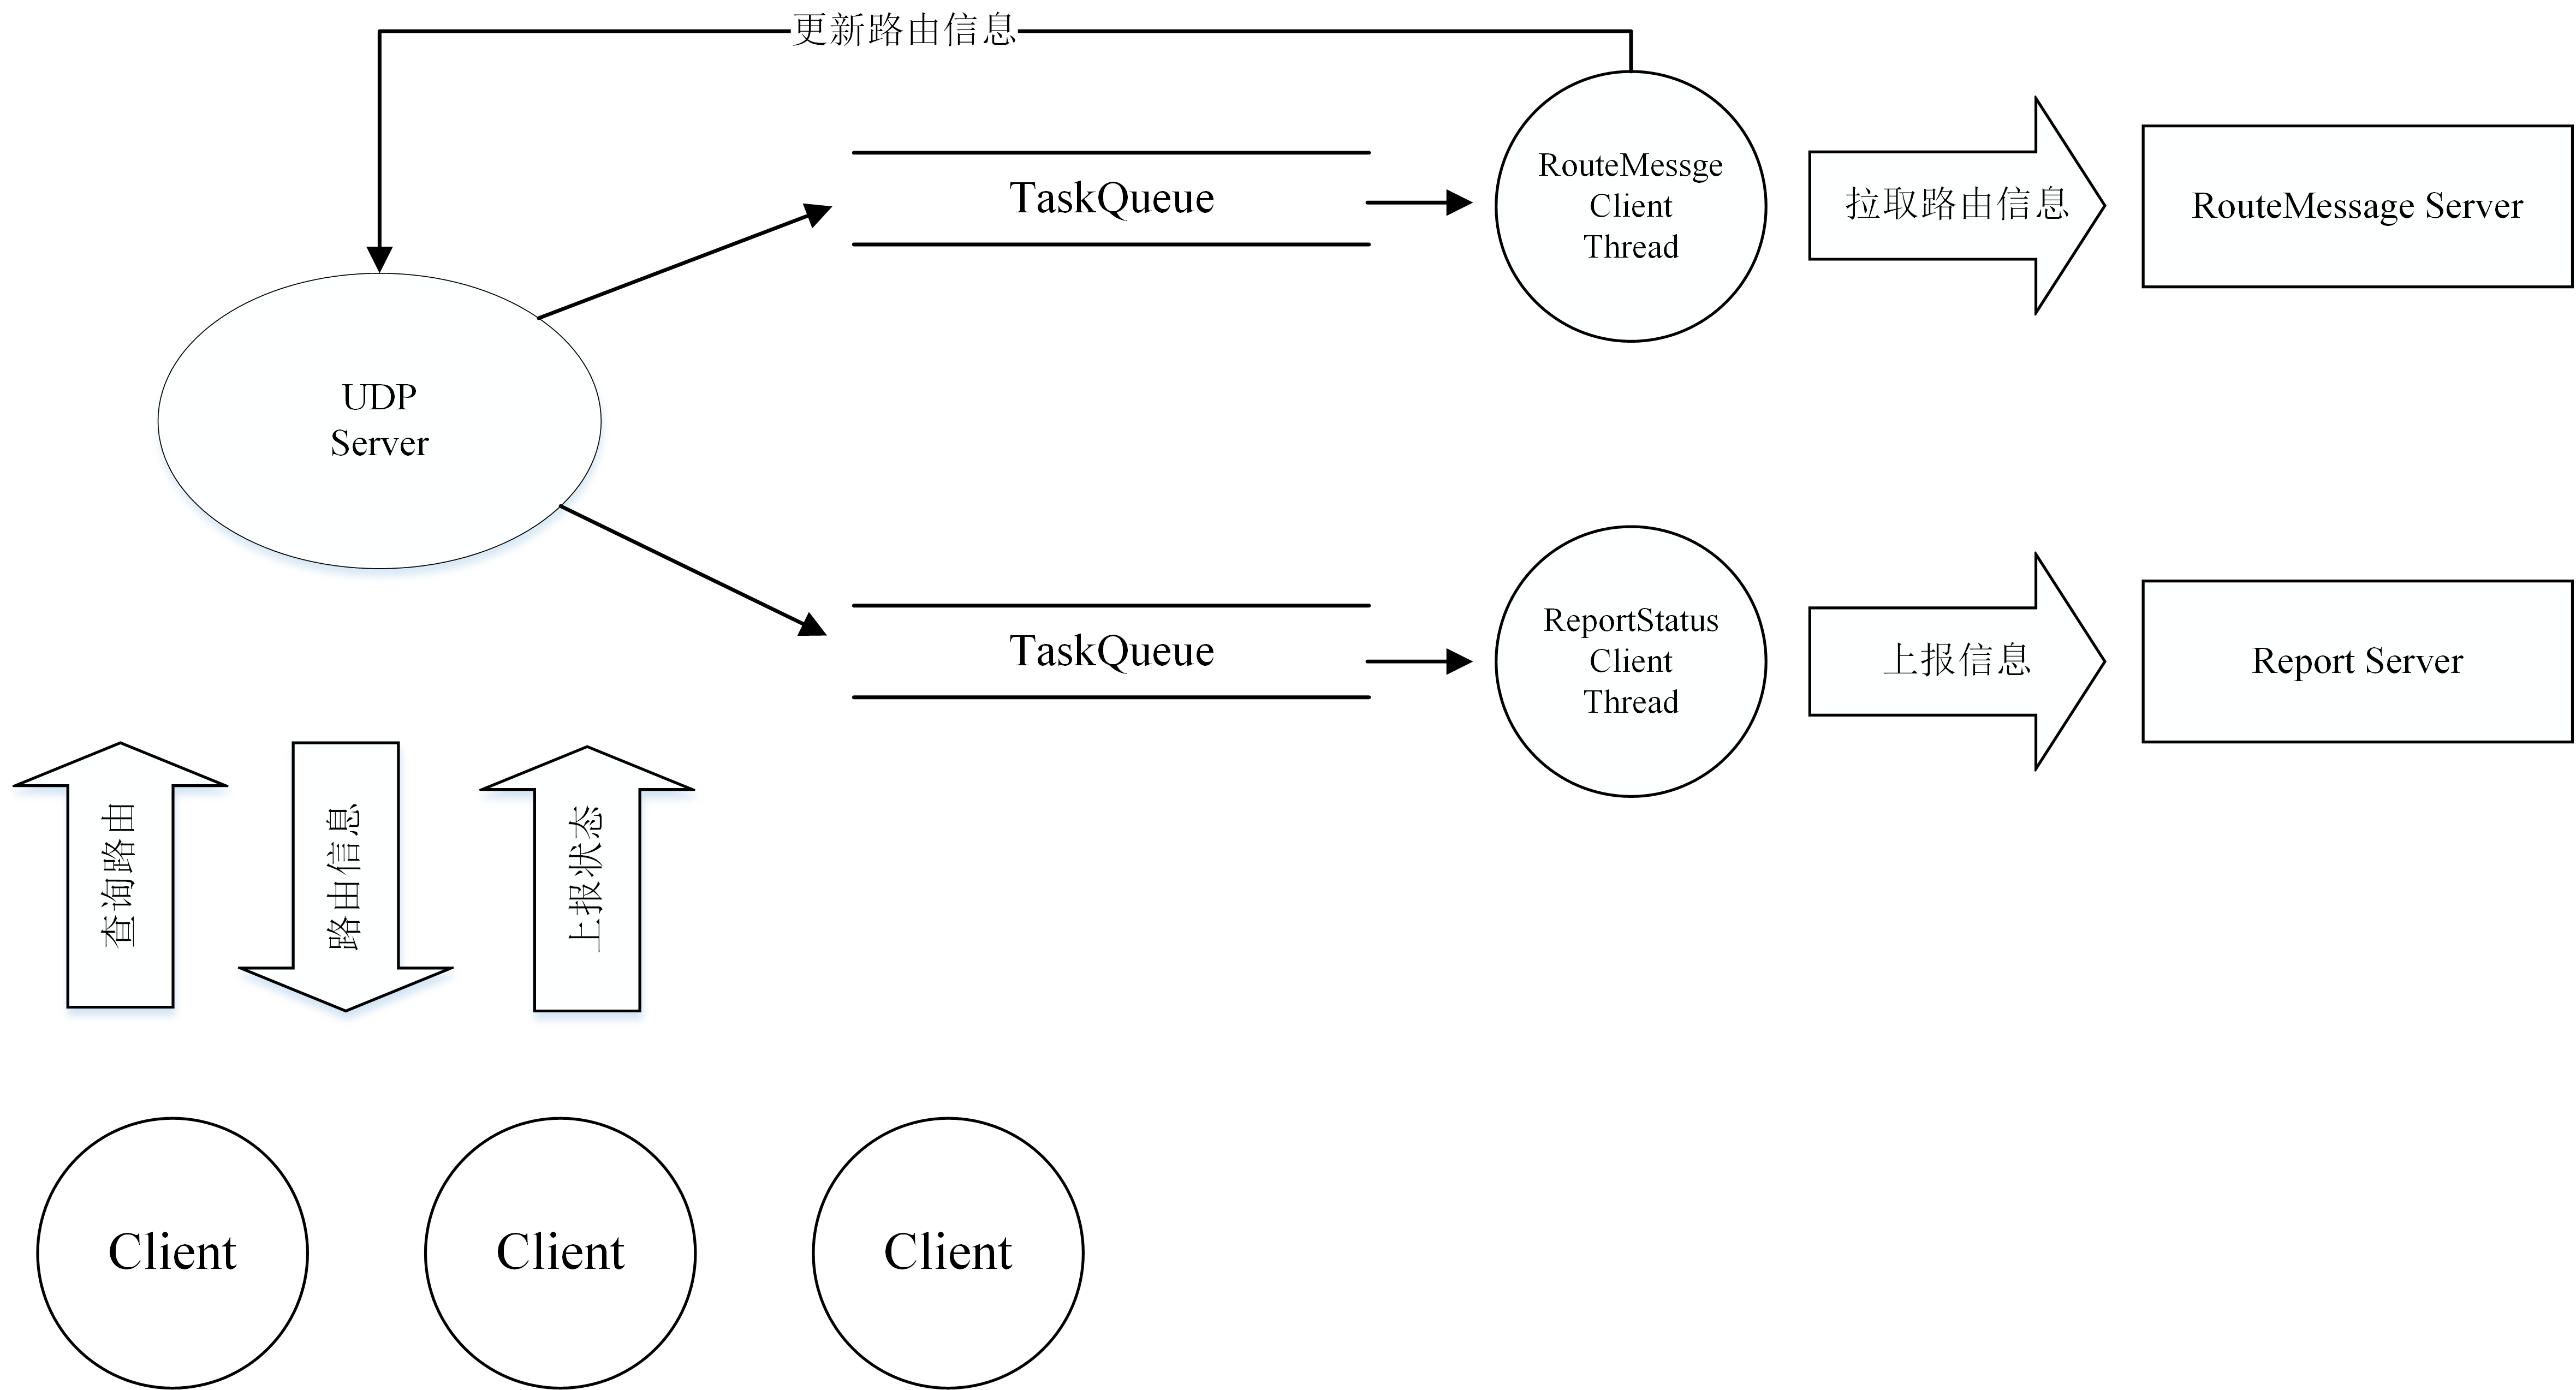 更新路由信息
RouteMessge
Client
Thread
TaskQueue
拉取路由信息
RouteMessage Server
UDP
Server
ReportStatus
Client
Thread
TaskQueue
上报信息
Report Server
查询路由
路由信息
上报状态
Client
Client
Client